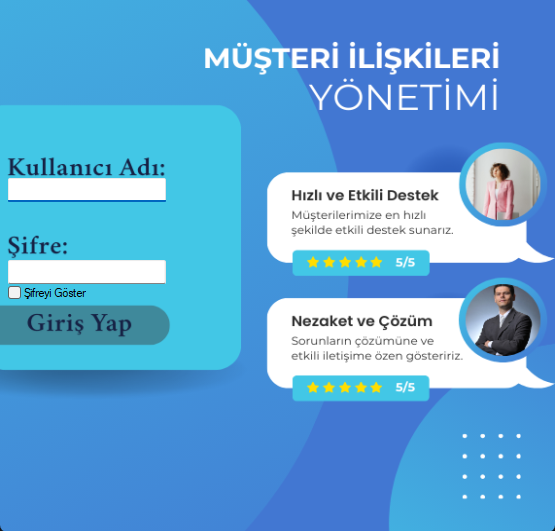 MÜŞTERİ İLİŞKİLERİ
YÖNETİMİ
Kullanıcı Adı:
Şifre:
Şifreyi Göster
Giriş Yap
Hızlı ve Etkili Destek
Müşterilerimize en hızlı
şekilde etkili destek sunarız.
5/5
Nezaket ve Çözüm
Sorunların çözümüne ve
etkili iletişime özen gösteririz.
5/5